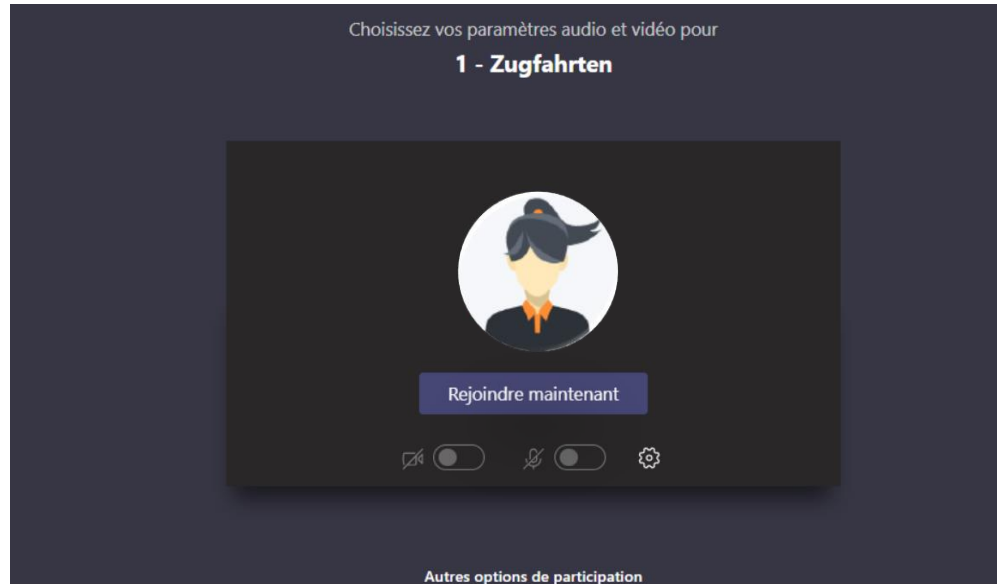 Choisissez vos paramètres audio et vidéo pour
1 - Zugfahrten
Rejoindre maintenant
Autres options de participation